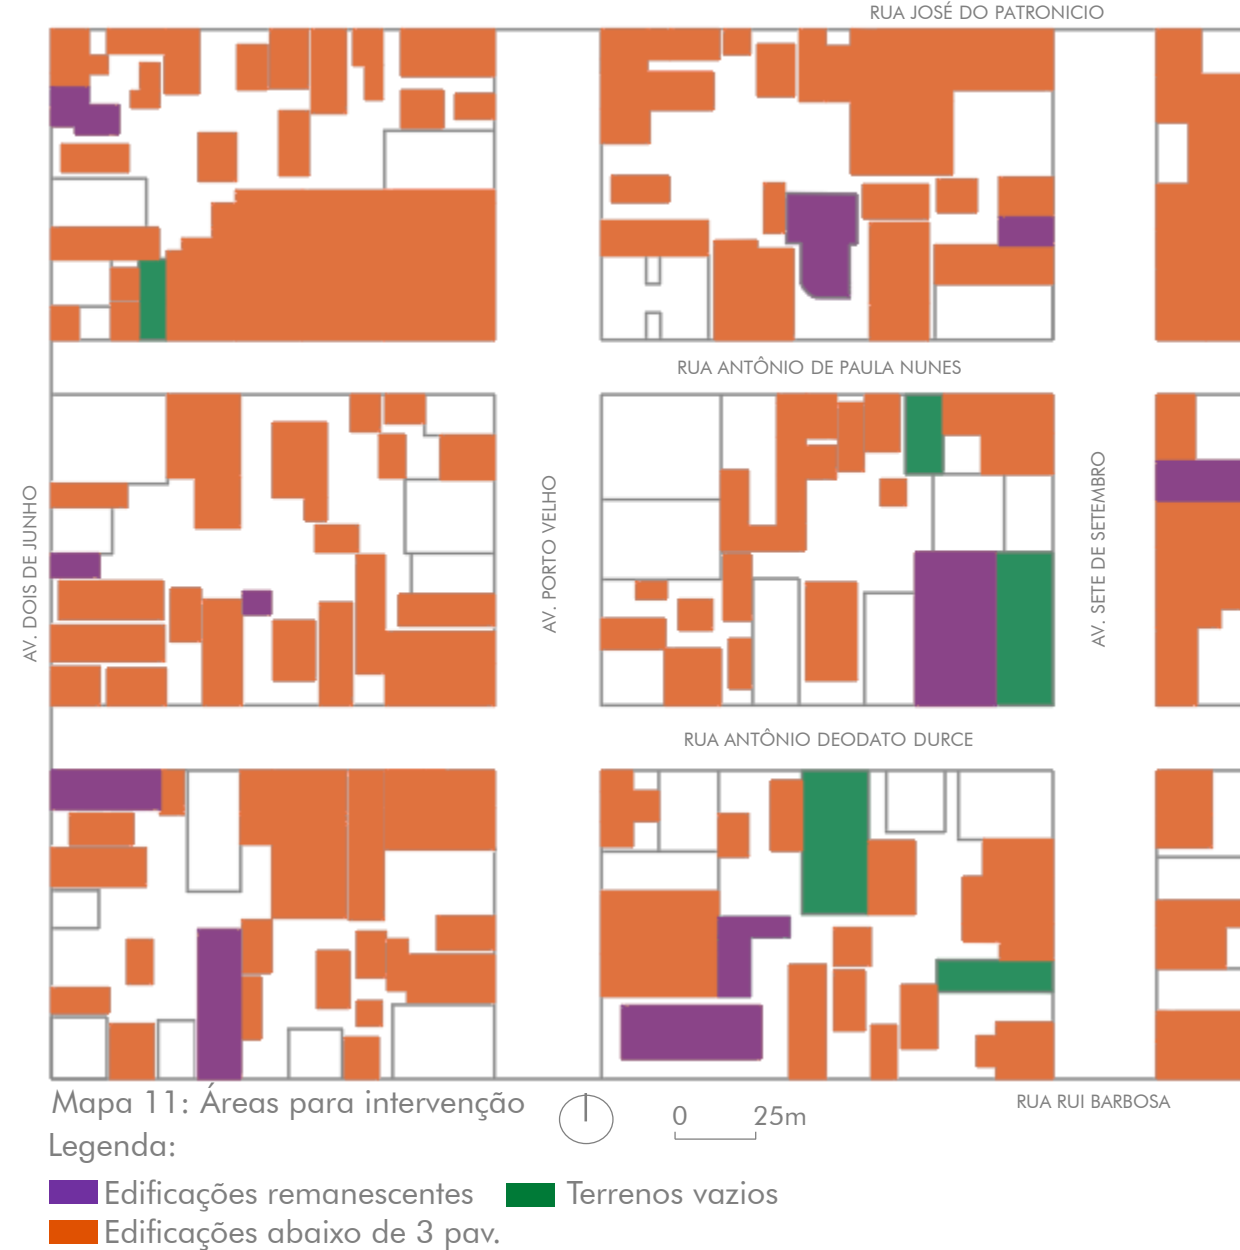 RUA JOSÉ DO PATRONICIO
RUA ANTÔNIO DE PAULA NUNES
AV. DOIS DE JUNHO
AV. PORTO VELHO
AV. SETE DE SETEMBRO
RUA ANTÔNIO DEODATO DURCE
RUA RUI BARBOSA
Mapa 11: Áreas para intervenção
0 25m
Legenda:
Edificações remanescentes
Terrenos vazios
Edificações abaixo de 3 pav.